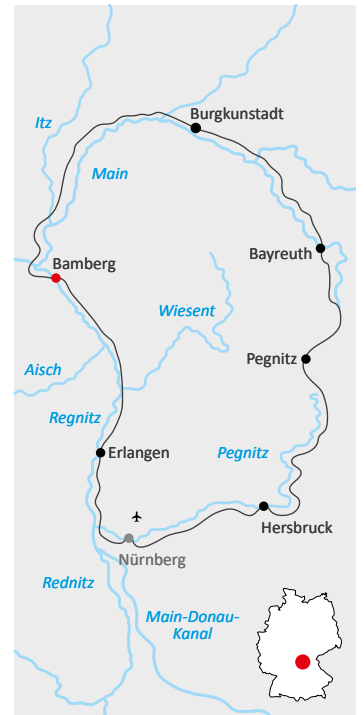 Burgkunstadt
Itz
Main
Bayreuth
Bamberg
Wiesent
Pegnitz
Aisch
Regnitz
Erlangen
Pegnitz
Hersbruck
Nürnberg
Rednitz
Main-Donau-
Kanal